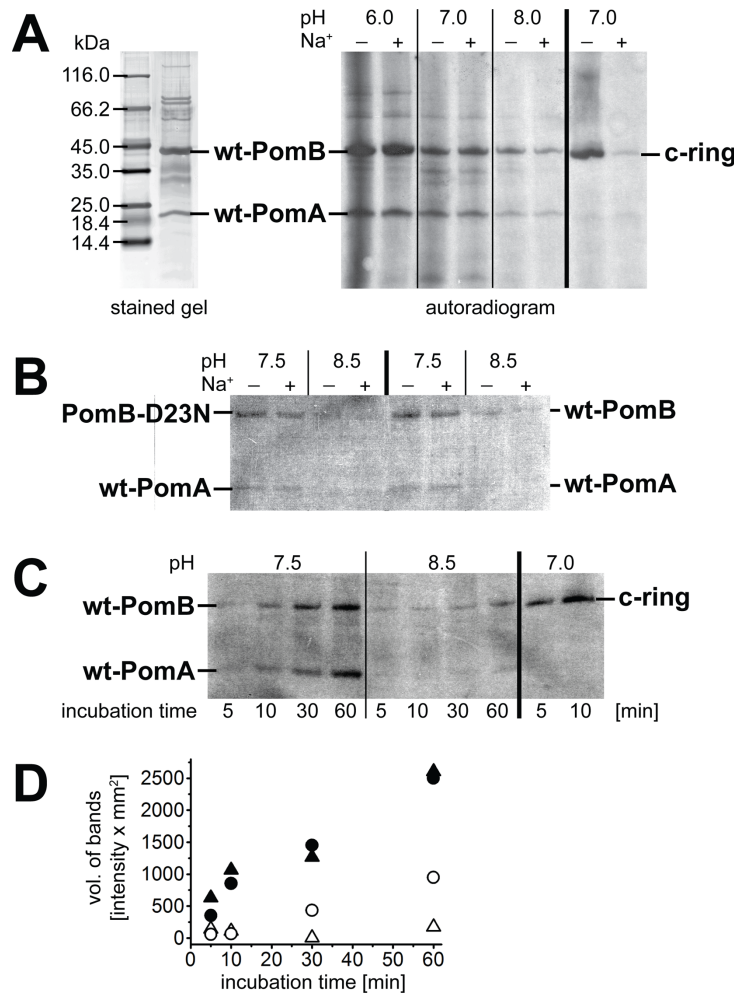 A
pH 6.0 7.0 8.0 7.0
kDa Na+ – + – + – + – +
116.0
66.2
45.0 wt-PomB c-ring
35.0
25.0 wt-PomA
18.4
14.4
stained gel autoradiogram
B
pH 7.5 8.5 7.5 8.5
Na+ – + – + – + – +
PomB-D23N wt-PomB
wt-PomA wt-PomA
C
pH 7.5 8.5 7.0
wt-PomB c-ring
wt-PomA
incubation time 5 10 30 60 5 10 30 60 5 10 [min]
D
vol. of bands
[intensity x mm²]
2500
2000
1500
1000
500
0
0 10 20 30 40 50 60
incubation time [min]